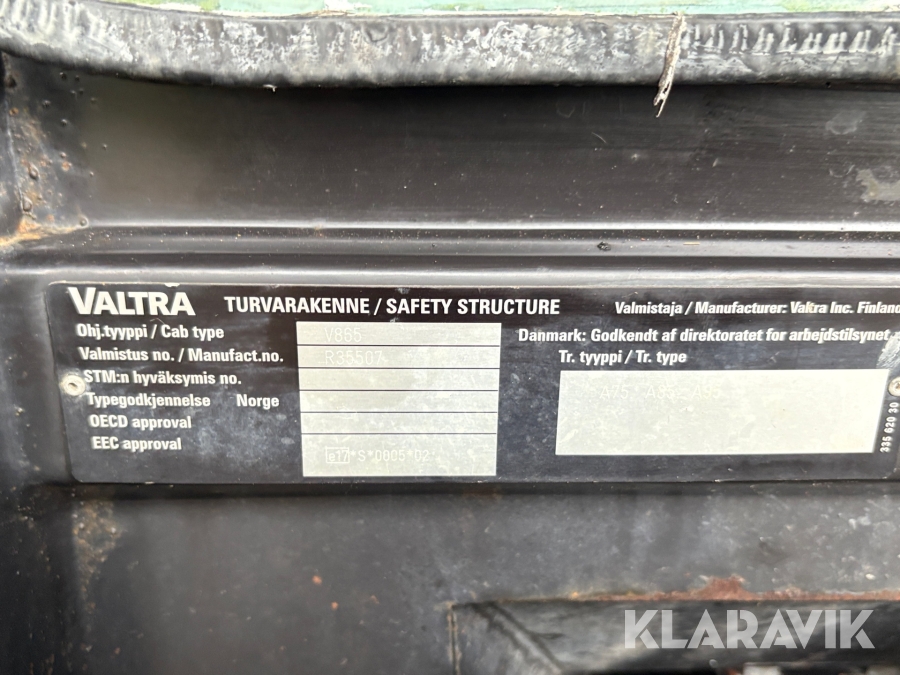 VALTRA TURVARAKENNE / SAFETY STRUCTURE Valmistaja / Manufacturer: Valtra Inc. Finland
Ohj.tyyppi / Cab type V865 Danmark: Godkendt af direktoratet for arbejdstilsynet
Valmistus no. / Manufact.no. R35507 Tr. tyyppi / Tr. type
STM:n hyväksymis no.
Typegodkjennelse Norge A75 A85
OECD approval
EEC approval e17*S*0005*02
335 620 30
KLARAVIK